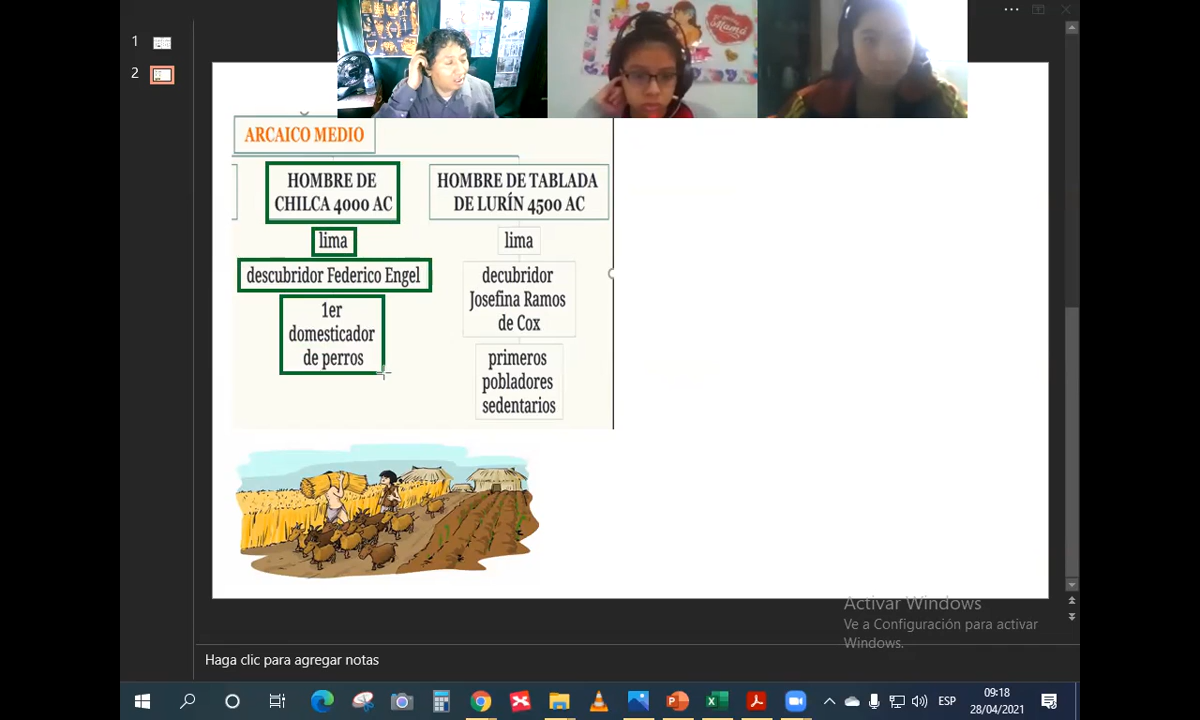 1
2
Mamá
ARCAICO MEDIO
HOMBRE DE
CHILCA 4000 AC
lima
descubridor Federico Engel
1er
domesticador
de perros
HOMBRE DE TABLADA
DE LURÍN 4500 AC
lima
decubridor
Josefina Ramos
de Cox
primeros
pobladores
sedentarios
Activar Windows
Ve a Configuración para activar
Windows.
Haga clic para agregar notas
ESP
09:18
28/04/2021